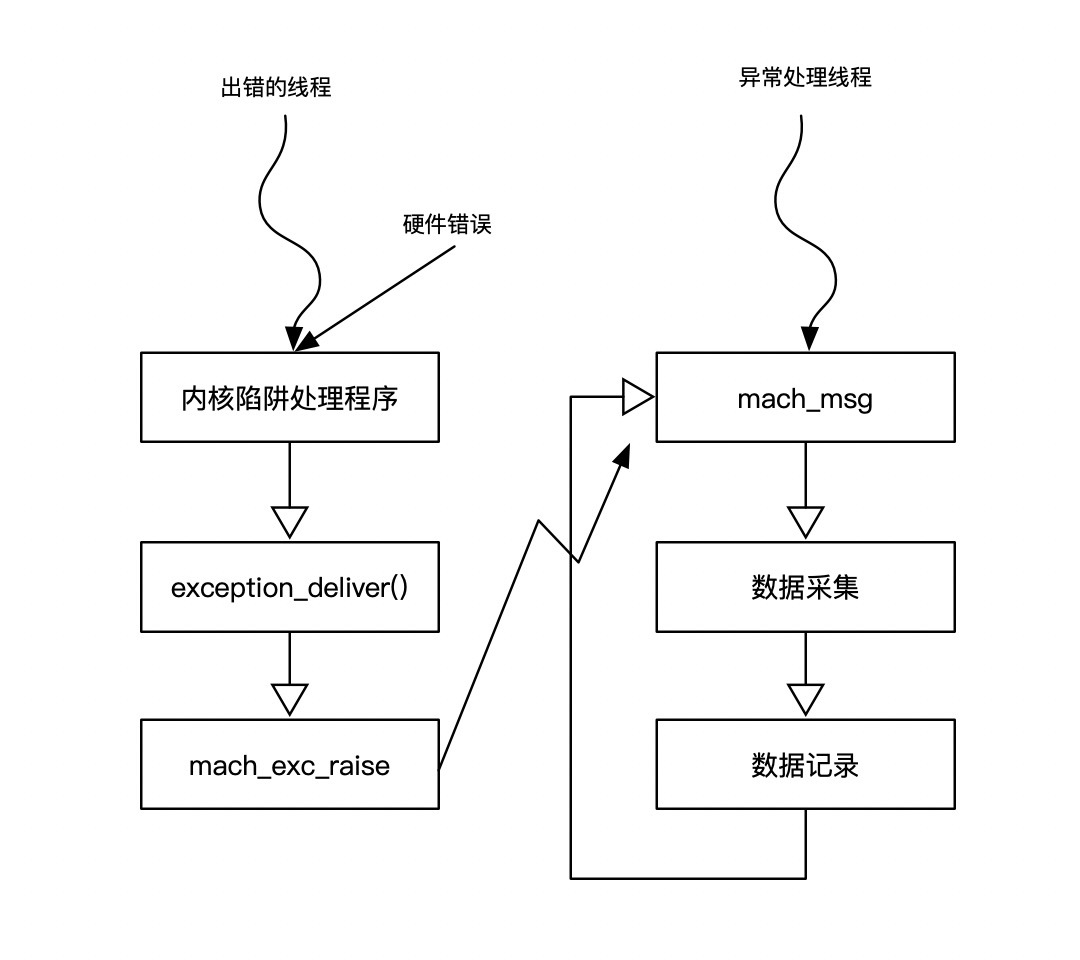 出错的线程
异常处理线程
硬件错误
内核陷阱处理程序
mach_msg
exception_deliver()
数据采集
mach_exc_raise
数据记录